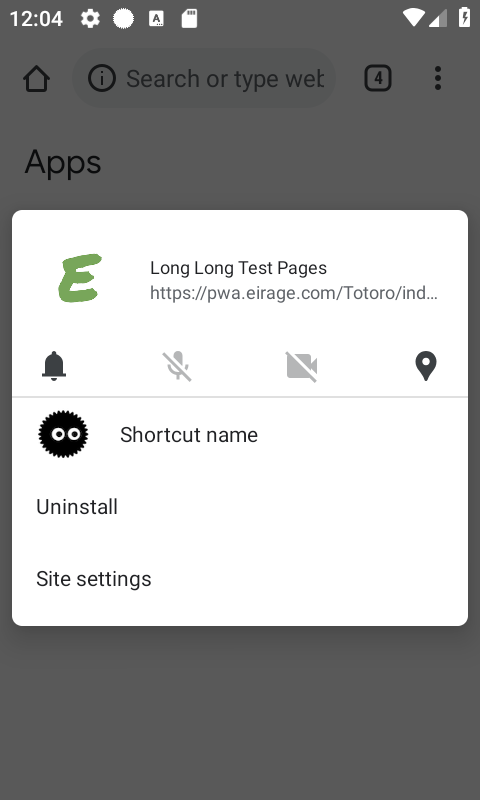 12:04
A
Search or type web
4
Apps
E
Long Long Test Pages
https://pwa.eirage.com/Totoro/ind...
Shortcut name
Uninstall
Site settings